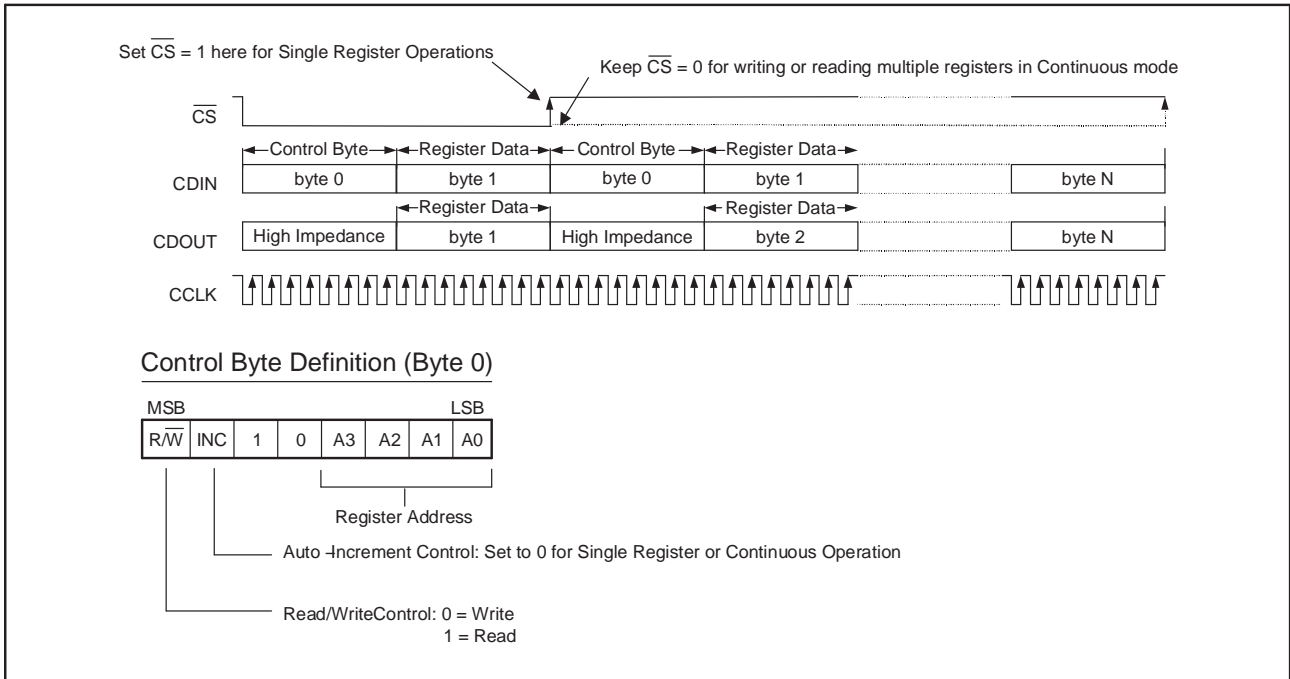 Set C̅S̅ = 1 here for Single Register Operations
Keep C̅S̅ = 0 for writing or reading multiple registers in Continuous mode
C̅S̅
Control Byte Register Data Control Byte Register Data
CDIN byte 0 byte 1 byte 0 byte 1 byte N
Register Data Register Data
CDOUT High Impedance byte 1 High Impedance byte 2 byte N
CCLK
Control Byte Definition (Byte 0)
MSB LSB
R/W̅ INC 1 0 A3 A2 A1 A0
Register Address
Auto -Increment Control: Set to 0 for Single Register or Continuous Operation
Read/WriteControl: 0 = Write
1 = Read